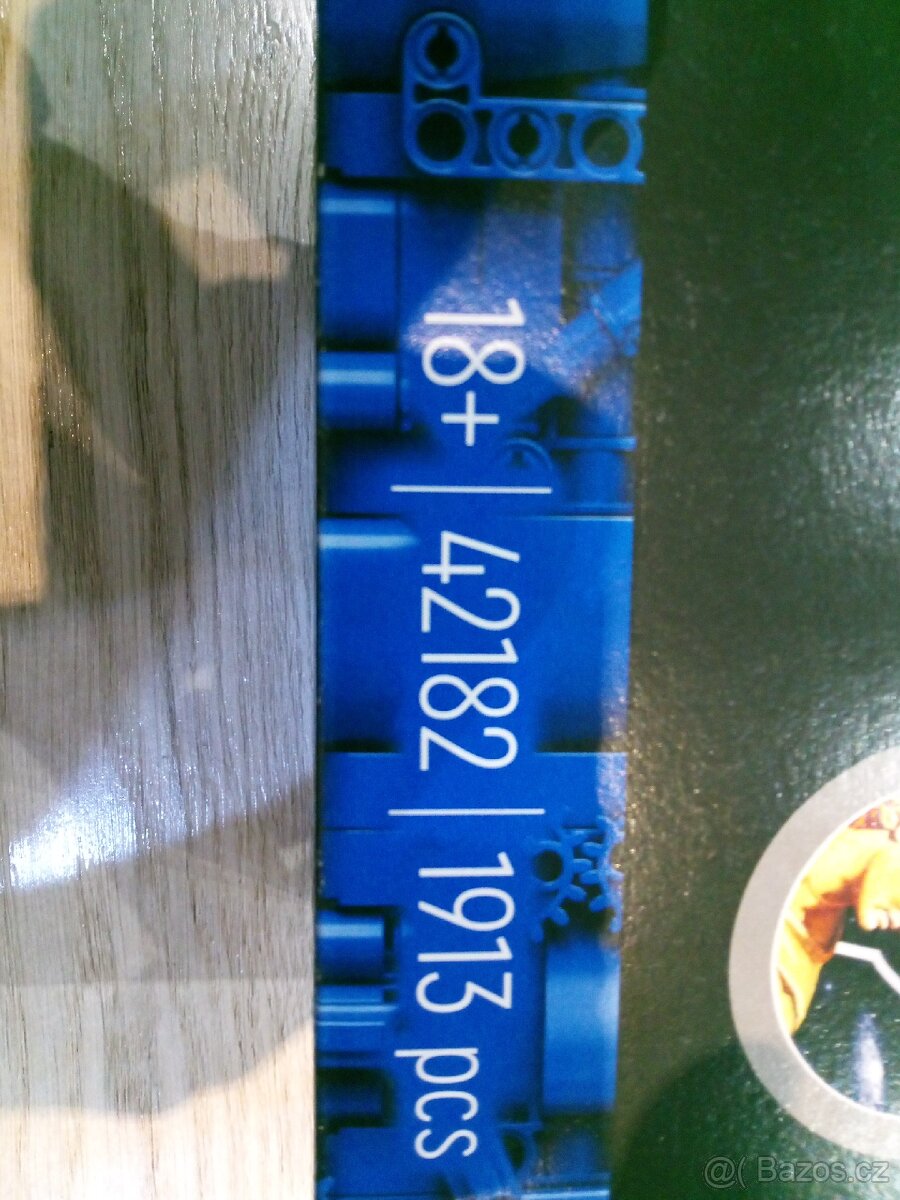 18+ | 42182 | 1913 pcs
@( Bazos.cz